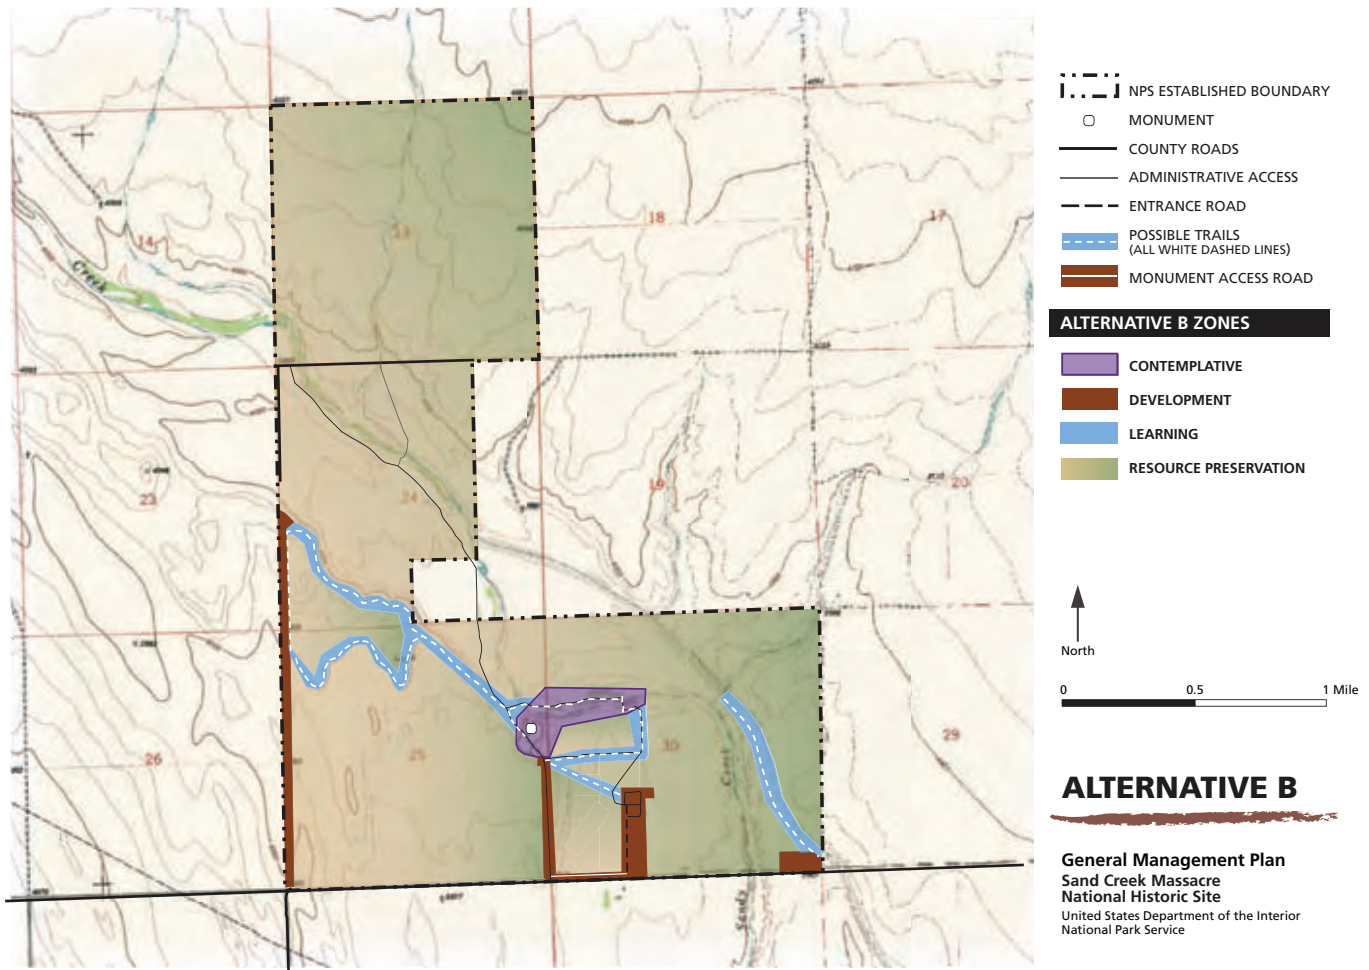 NPS ESTABLISHED BOUNDARY
MONUMENT
COUNTY ROADS
ADMINISTRATIVE ACCESS
ENTRANCE ROAD
POSSIBLE TRAILS
(ALL WHITE DASHED LINES)
MONUMENT ACCESS ROAD
ALTERNATIVE B ZONES
CONTEMPLATIVE
DEVELOPMENT
LEARNING
RESOURCE PRESERVATION
North
0 0.5 1 Mile
ALTERNATIVE B
General Management Plan
Sand Creek Massacre
National Historic Site
United States Department of the Interior
National Park Service
13
18
17
14
Creek
24
19
20
23
25
30
29
26
Creek
Sandy